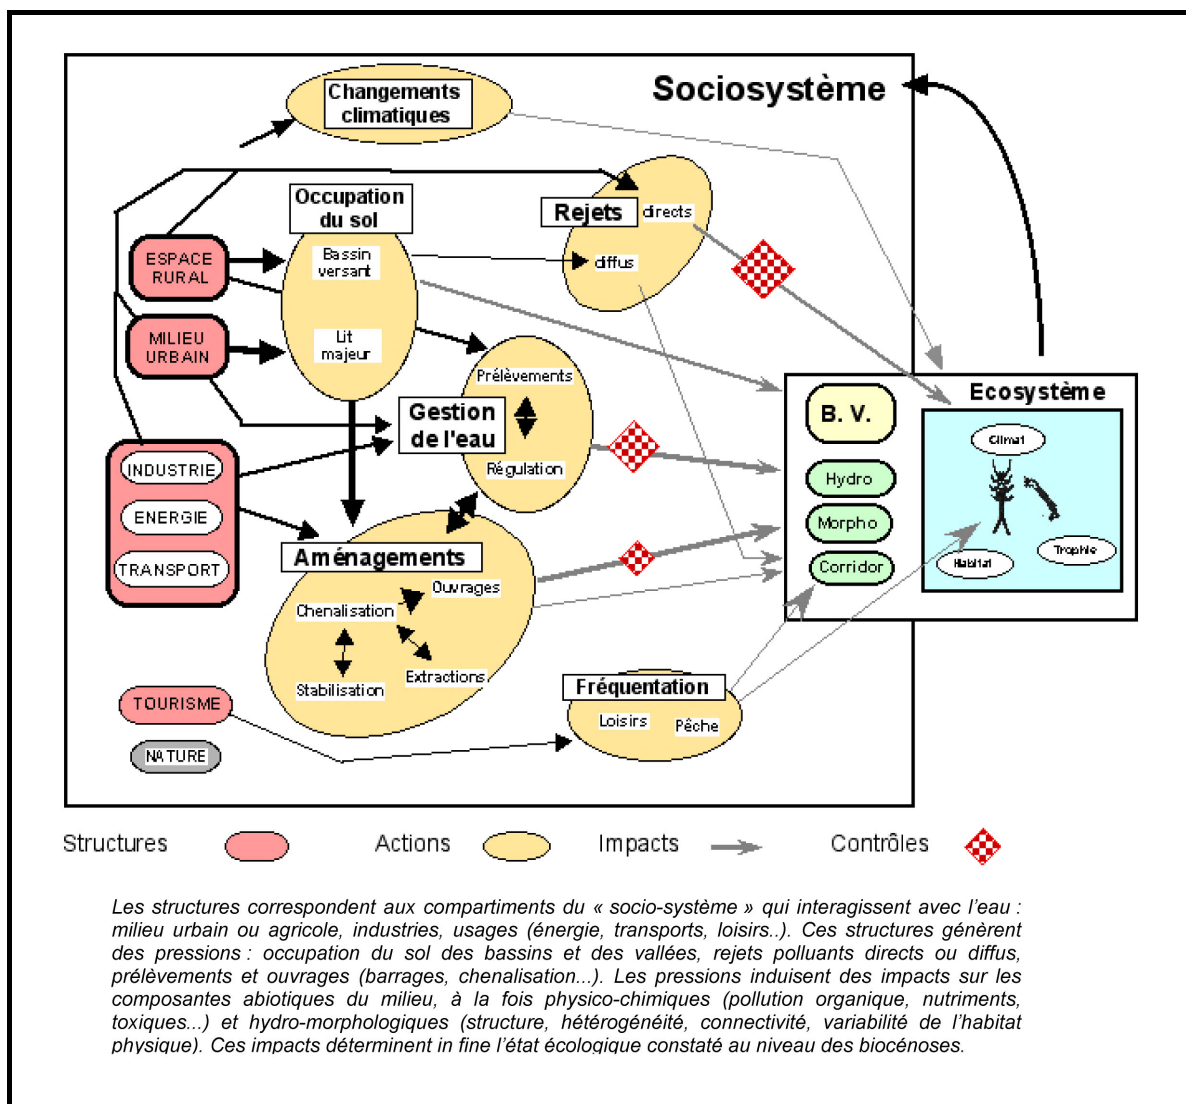 Sociosystème
Changements
climatiques
Occupation
du sol
Bassin
versant
Lit
majeur
Rejets
directs
diffus
ESPACE
RURAL
MILIEU
URBAIN
Prélèvements
Gestion
de l'eau
Régulation
INDUSTRIE
ENERGIE
TRANSPORT
Aménagements
Ouvrages
Chenalisation
Extractions
Stabilisation
TOURISME
NATURE
Fréquentation
Loisirs
Pêche
Ecosystème
B. V.
Hydro
Morpho
Corridor
Climat
Habitat
Trophie
Structures
Actions
Impacts
Contrôles
Les structures correspondent aux compartiments du « socio-système » qui interagissent avec l'eau :
milieu urbain ou agricole, industries, usages (énergie, transports, loisirs..). Ces structures génèrent
des pressions : occupation du sol des bassins et des vallées, rejets polluants directs ou diffus,
prélèvements et ouvrages (barrages, chenalisation...). Les pressions induisent des impacts sur les
composantes abiotiques du milieu, à la fois physico-chimiques (pollution organique, nutriments,
toxiques...) et hydro-morphologiques (structure, hétérogénéité, connectivité, variabilité de l'habitat
physique). Ces impacts déterminent in fine l'état écologique constaté au niveau des biocénoses.